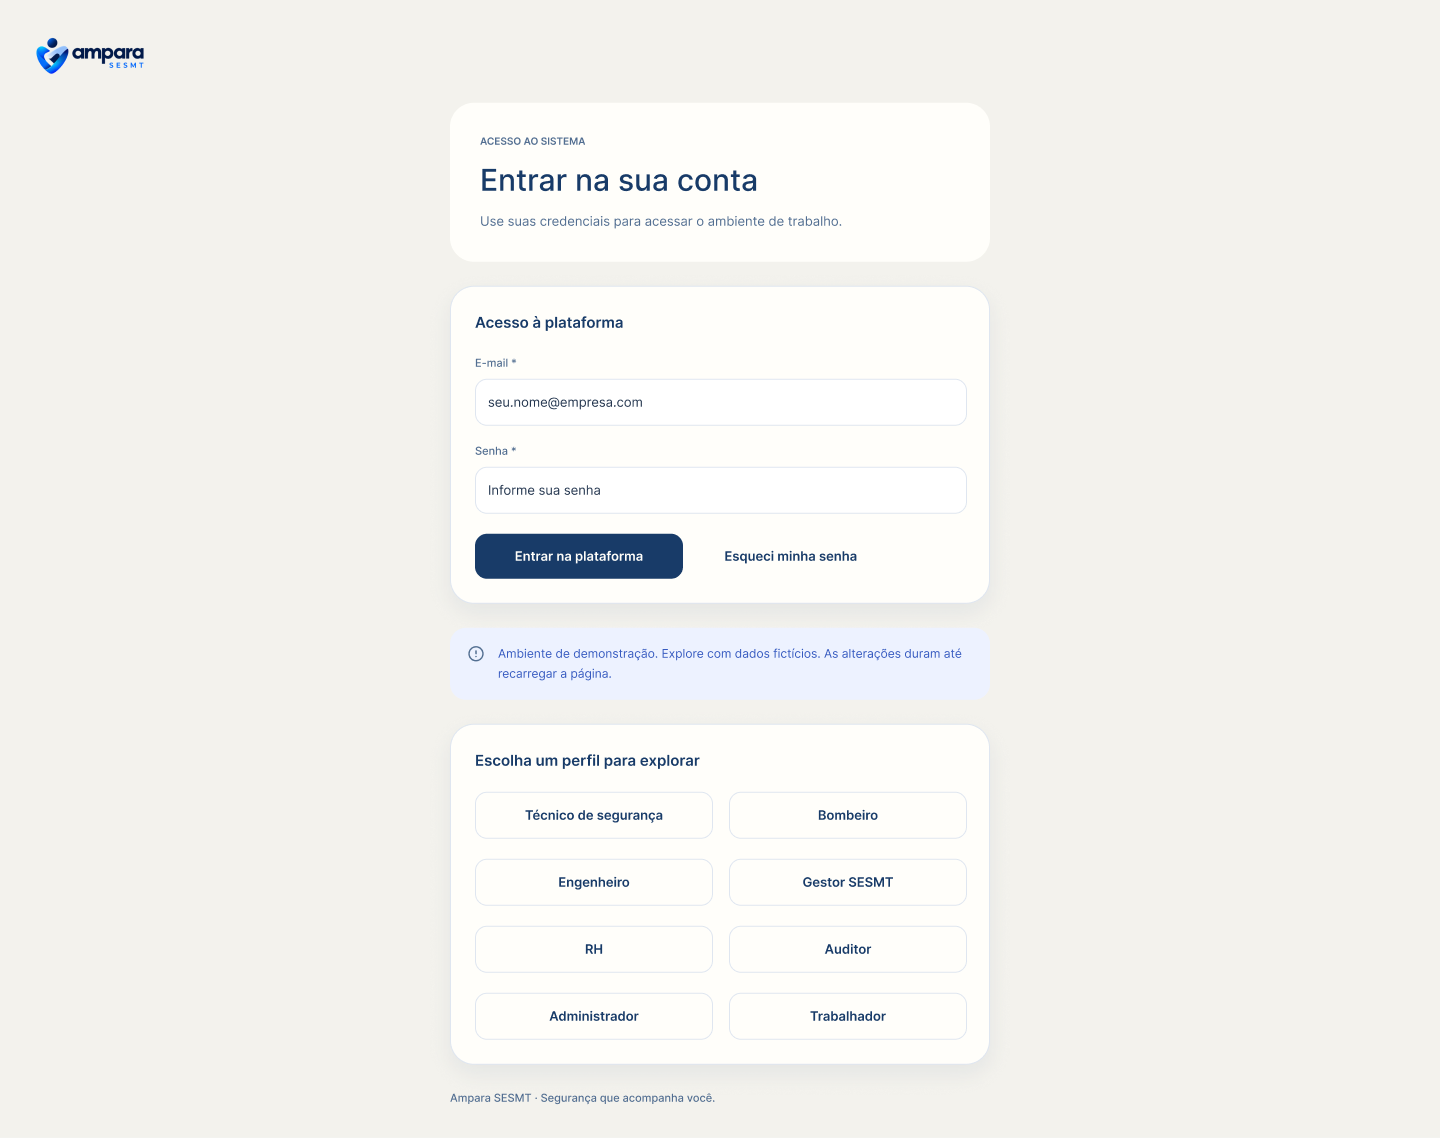 ampara
SESMT
ACESSO AO SISTEMA
Entrar na sua conta
Use suas credenciais para acessar o ambiente de trabalho.
Acesso à plataforma
E-mail *
seu.nome@empresa.com
Senha *
Informe sua senha
Entrar na plataforma
Esqueci minha senha
Ambiente de demonstração. Explore com dados fictícios. As alterações duram até
recarregar a página.
Escolha um perfil para explorar
Técnico de segurança
Bombeiro
Engenheiro
Gestor SESMT
RH
Auditor
Administrador
Trabalhador
Ampara SESMT · Segurança que acompanha você.